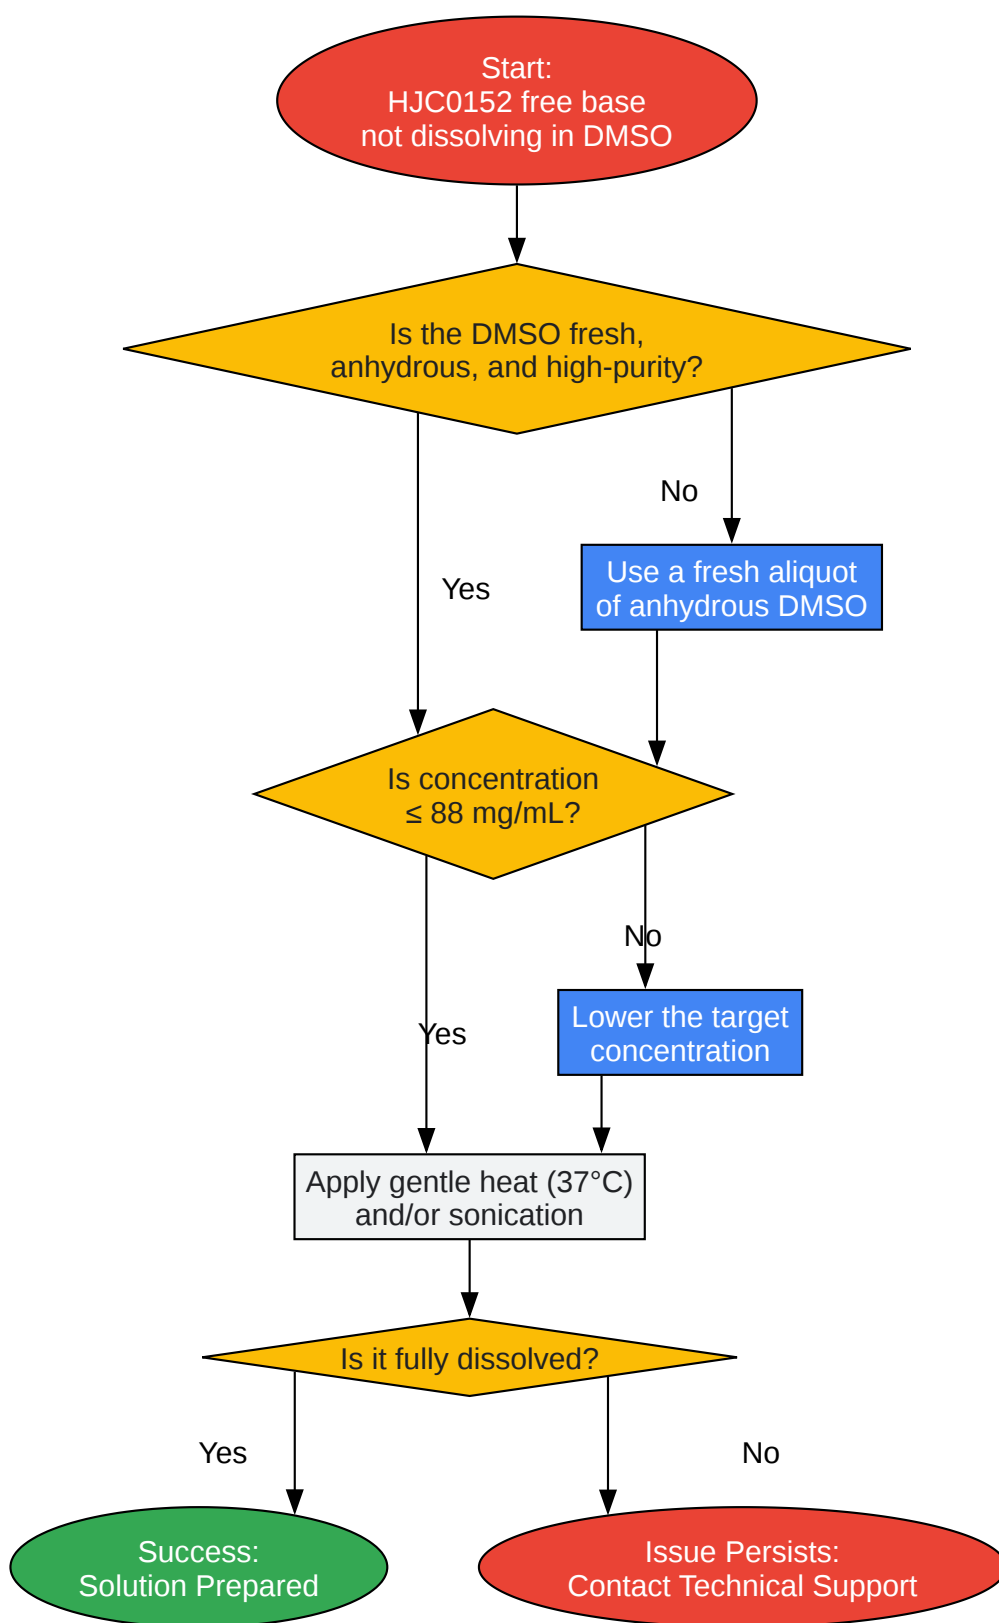 Start:
HJC0152 free base
not dissolving in DMSO
Is the DMSO fresh,
anhydrous, and high-purity?
No
Yes
Use a fresh aliquot
of anhydrous DMSO
Is concentration
≤ 88 mg/mL?
No
Yes
Lower the target
concentration
Apply gentle heat (37°C)
and/or sonication
Is it fully dissolved?
Yes
No
Success:
Solution Prepared
Issue Persists:
Contact Technical Support